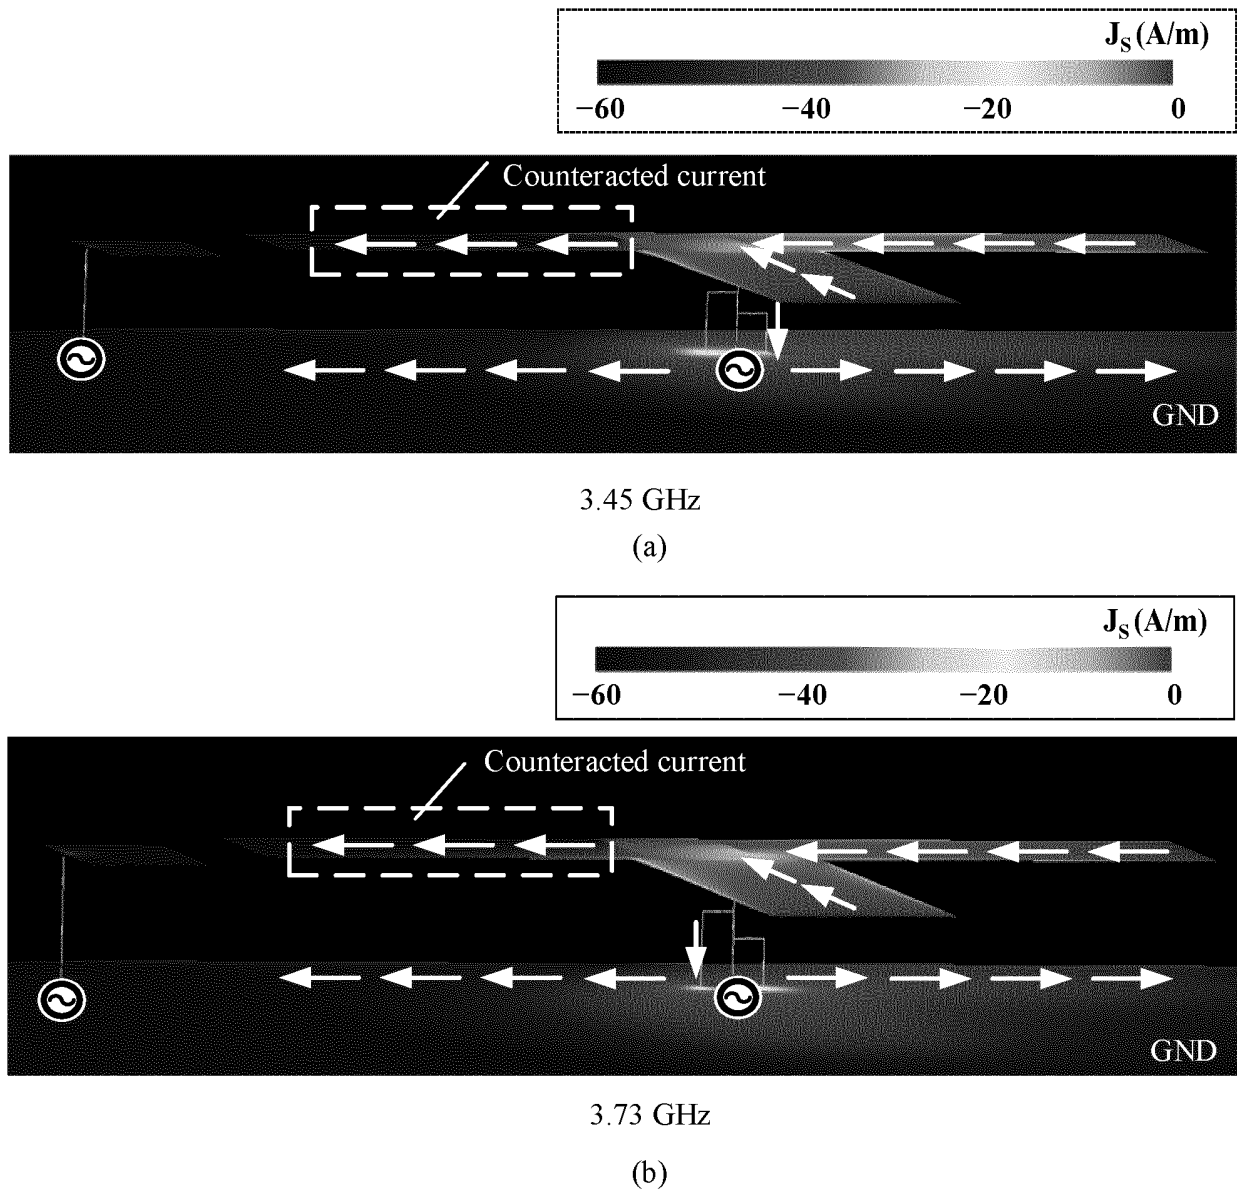 J_S (A/m)
−60 −40 −20 0
Counteracted current
GND
3.45 GHz
(a)
J_S (A/m)
−60 −40 −20 0
Counteracted current
GND
3.73 GHz
(b)